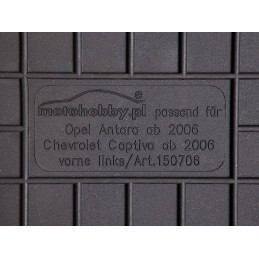 motohobby.pl passend für
Opel Antara ab 2006
Chevrolet Captiva ab 2006
vorne links/Art.150706